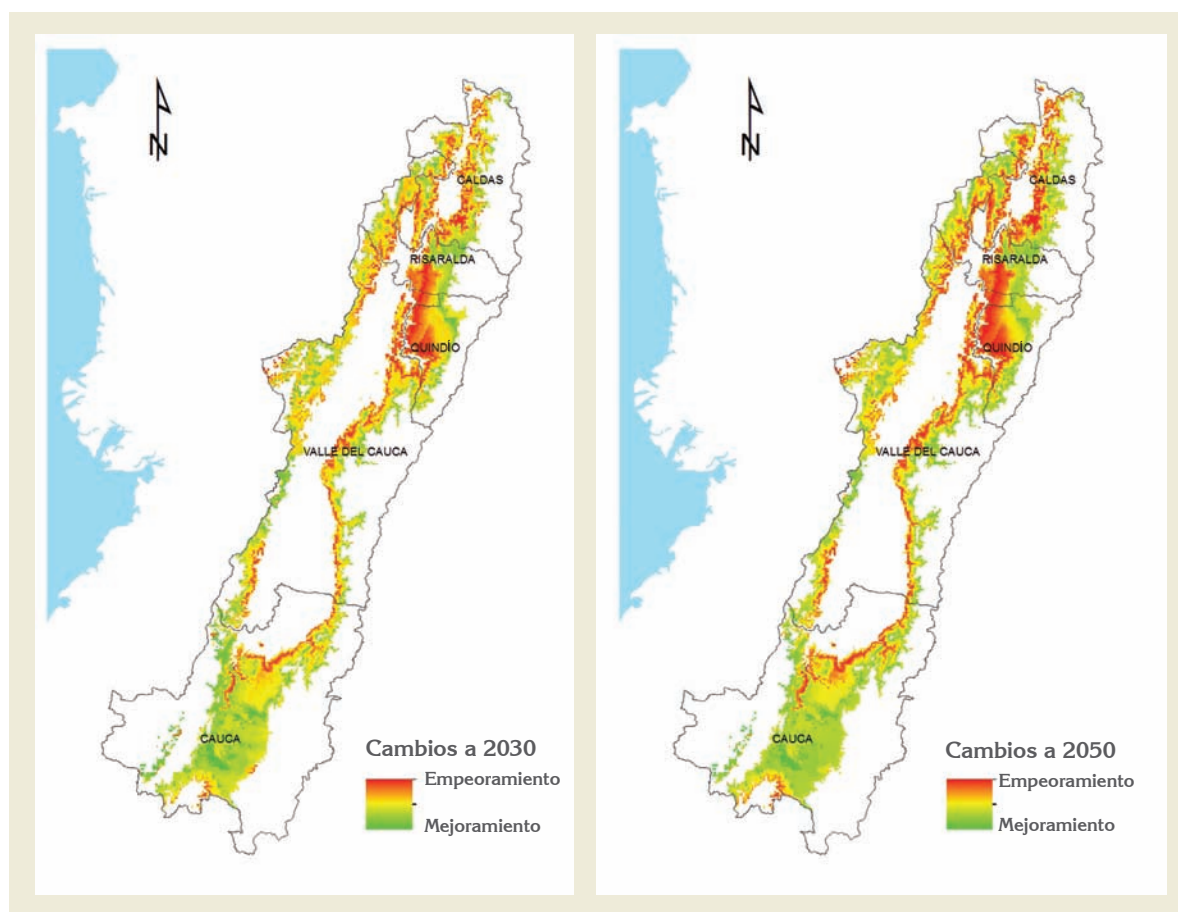 N
CALDAS
RISARALDA
QUINDÍO
VALLE DEL CAUCA
CAUCA
Cambios a 2030
Empeoramiento
Mejoramiento
N
CALDAS
RISARALDA
QUINDÍO
VALLE DEL CAUCA
CAUCA
Cambios a 2050
Empeoramiento
Mejoramiento